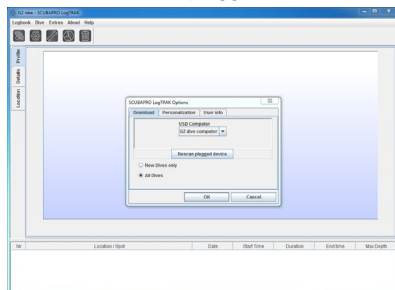 G2 new - SCUBAPRO LogTRAK
Logbook Dive Extras About Help
Profile
Details
Location
SCUBAPRO LogTRAK Options
Download Personalization User Info
USB Computer
G2 dive computer
Rescan plugged device
New Dives only
All Dives
OK Cancel
Nr Location / Spot Date Start Time Duration End time Max Depth